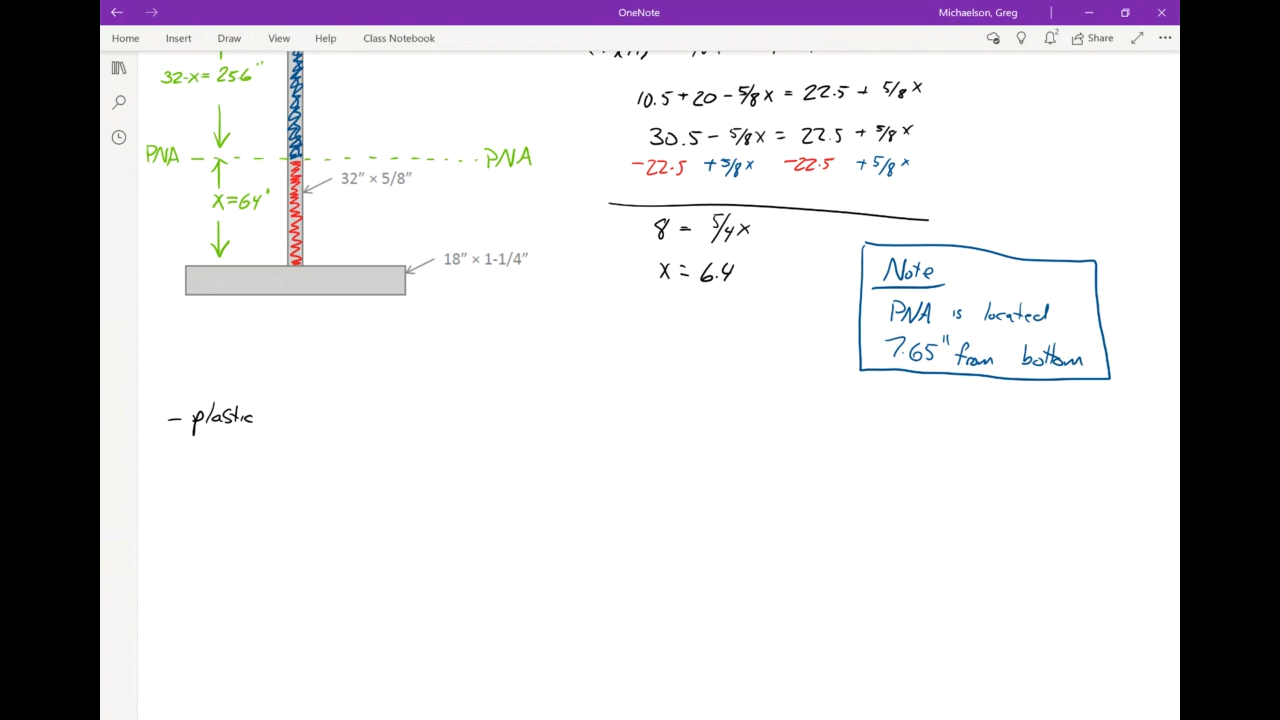 OneNote
Michaelson, Greg
Home Insert Draw View Help Class Notebook
2
Share
32-x = 25.6"
10.5 + 20 - 5/8 x = 22.5 + 5/8 x
30.5 - 5/8 x = 22.5 + 5/8 x
-22.5 + 5/8 x -22.5 + 5/8 x
PNA PNA
32" × 5/8"
x = 6.4"
8 = 5/4 x
x = 6.4
18" × 1-1/4"
Note
PNA is located
7.65" from bottom
- plastic